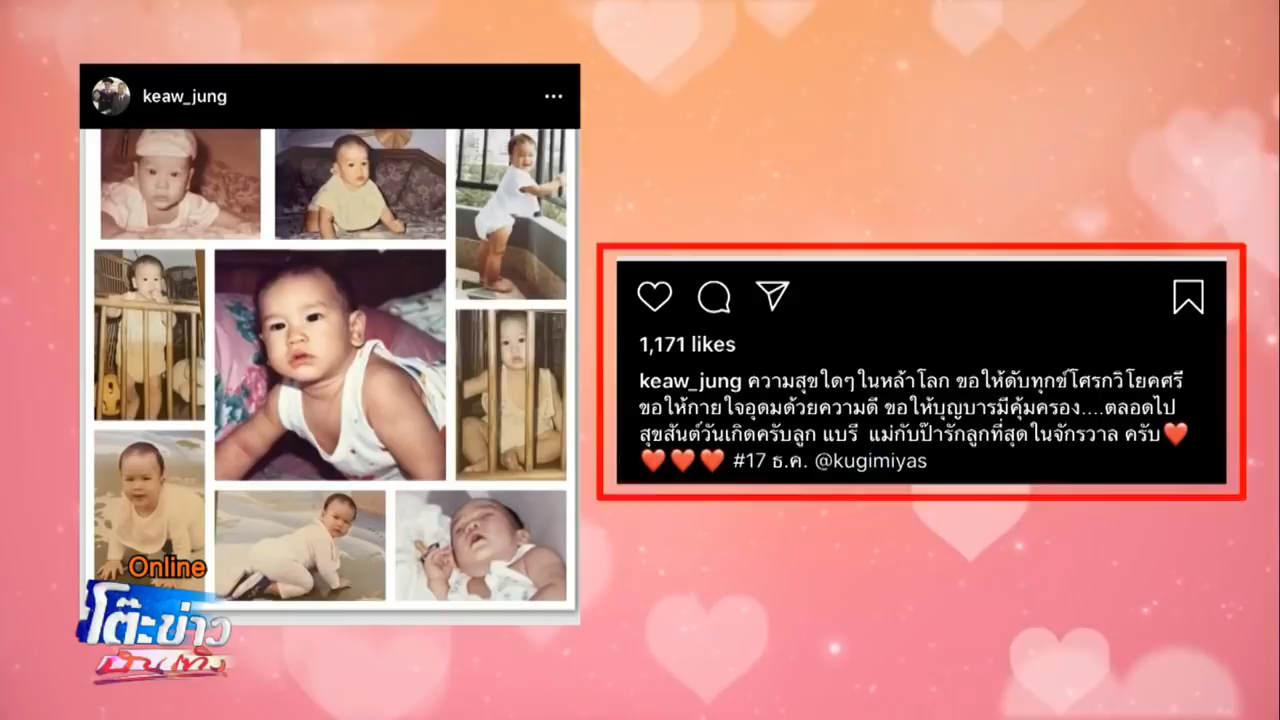 keaw_jung
1,171 likes
keaw_jung ความสุขใดๆในหล้าโลก ขอให้ดับทุกข์โศรกวิโยคศรี
ขอให้กายใจอุดมด้วยความดี ขอให้บุญบารมีคุ้มครอง....ตลอดไป
สุขสันต์วันเกิดครับลูก แบรี แม่กับป๊ารักลูกที่สุดในจักรวาล ครับ❤️
❤️❤️❤️ #17 ธ.ค. @kugimiyas
Online
โต๊ะข่าว
บันเทิง